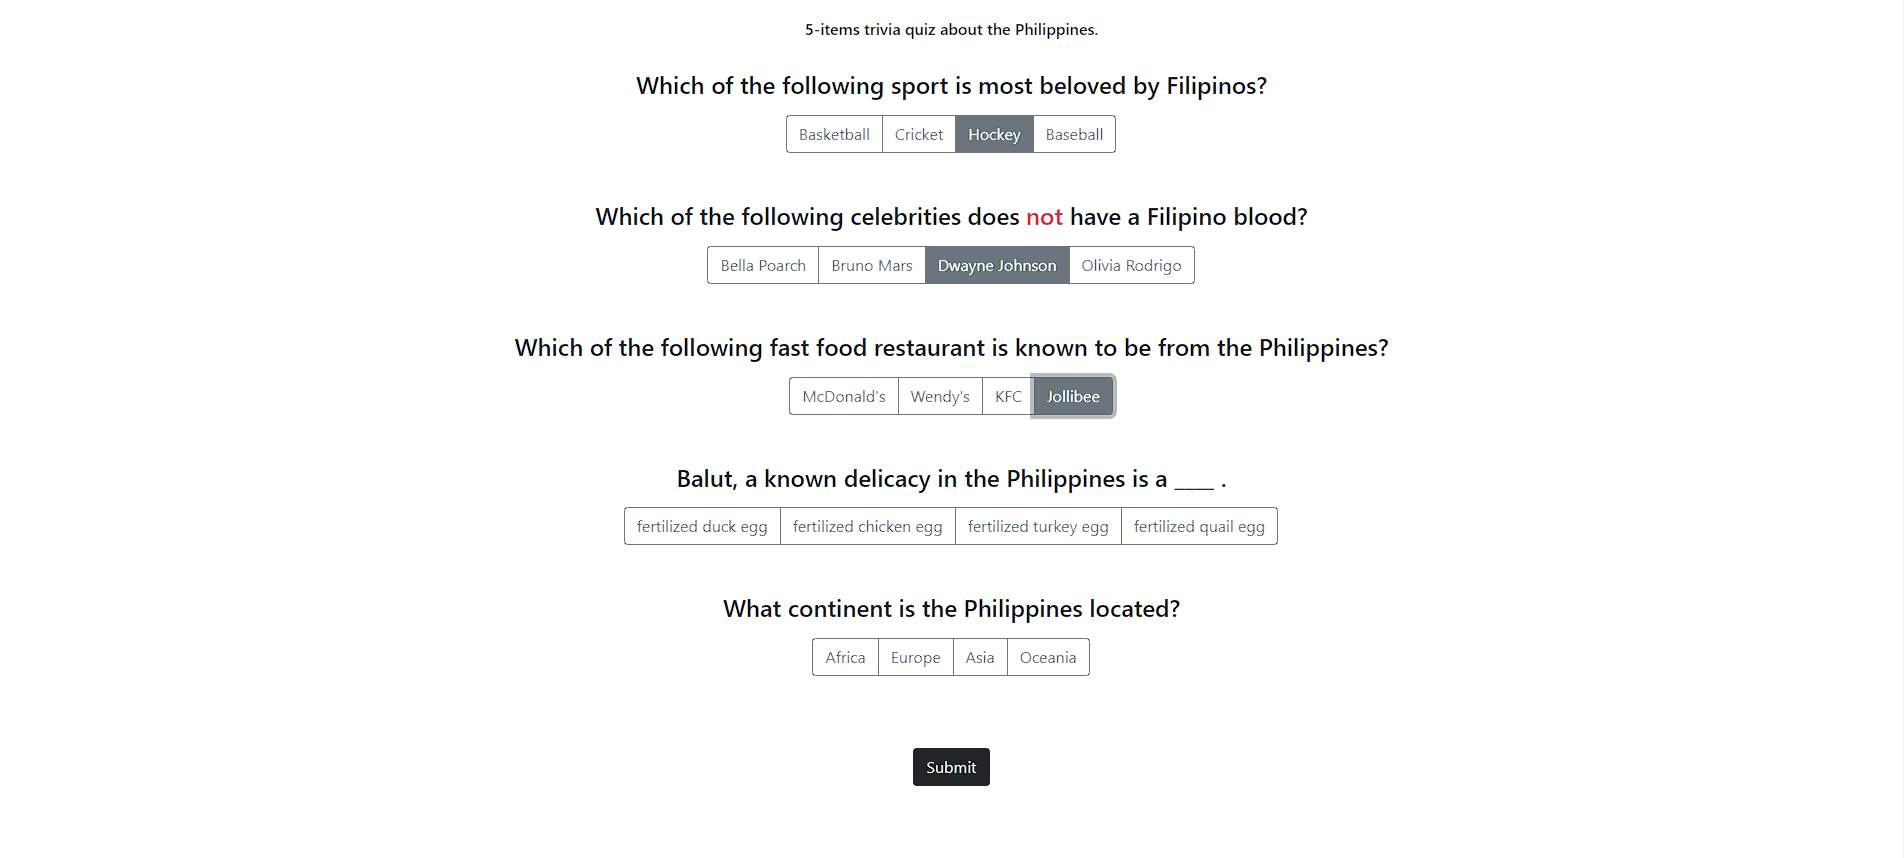 5-items trivia quiz about the Philippines.
Which of the following sport is most beloved by Filipinos?
Basketball Cricket Hockey Baseball
Which of the following celebrities does not have a Filipino blood?
Bella Poarch Bruno Mars Dwayne Johnson Olivia Rodrigo
Which of the following fast food restaurant is known to be from the Philippines?
McDonald's Wendy's KFC Jollibee
Balut, a known delicacy in the Philippines is a ____ .
fertilized duck egg fertilized chicken egg fertilized turkey egg fertilized quail egg
What continent is the Philippines located?
Africa Europe Asia Oceania
Submit